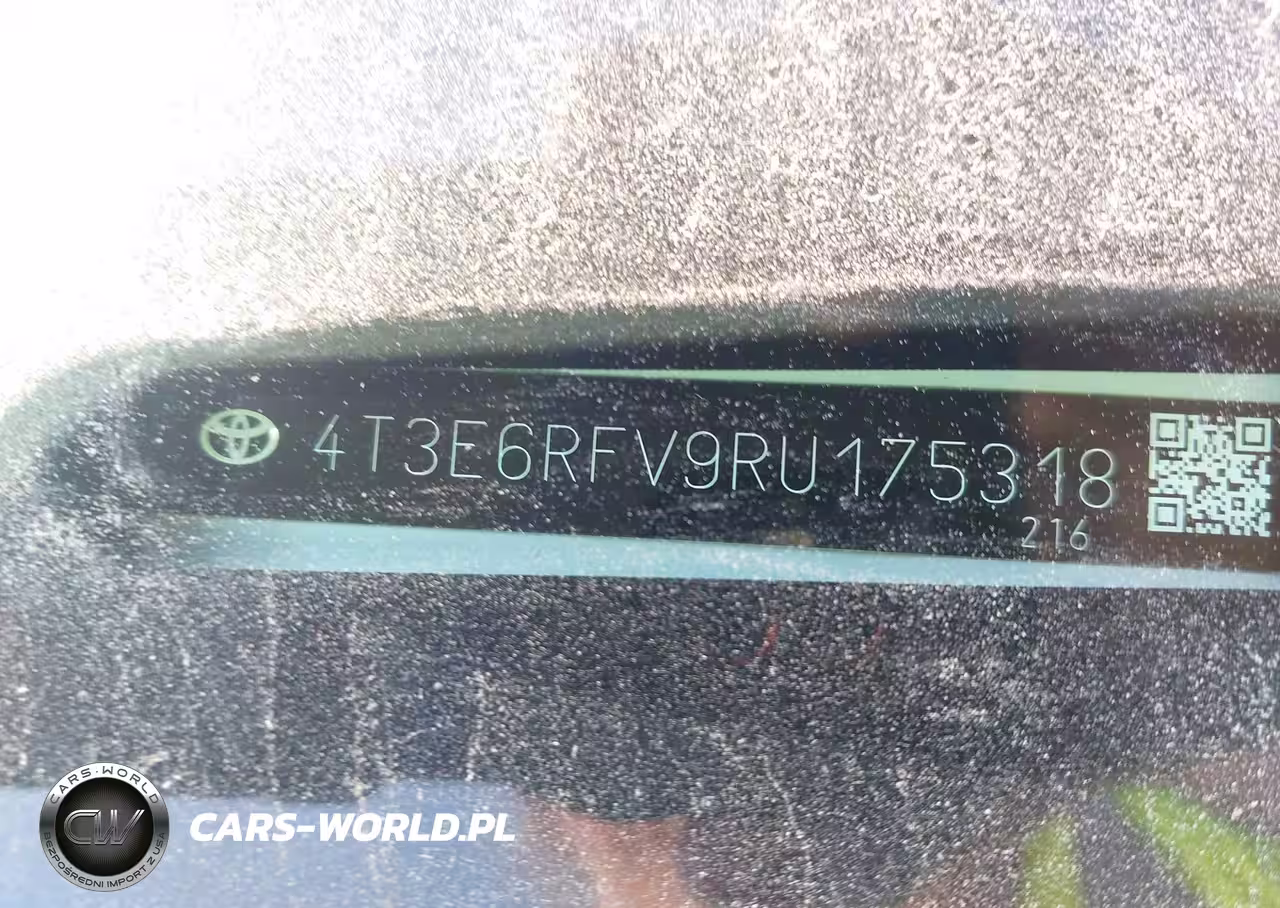 4T3E6RFV9RU175318
216
CARS-WORLD
CW
BEZPOŚREDNI IMPORT Z USA
CARS-WORLD.PL